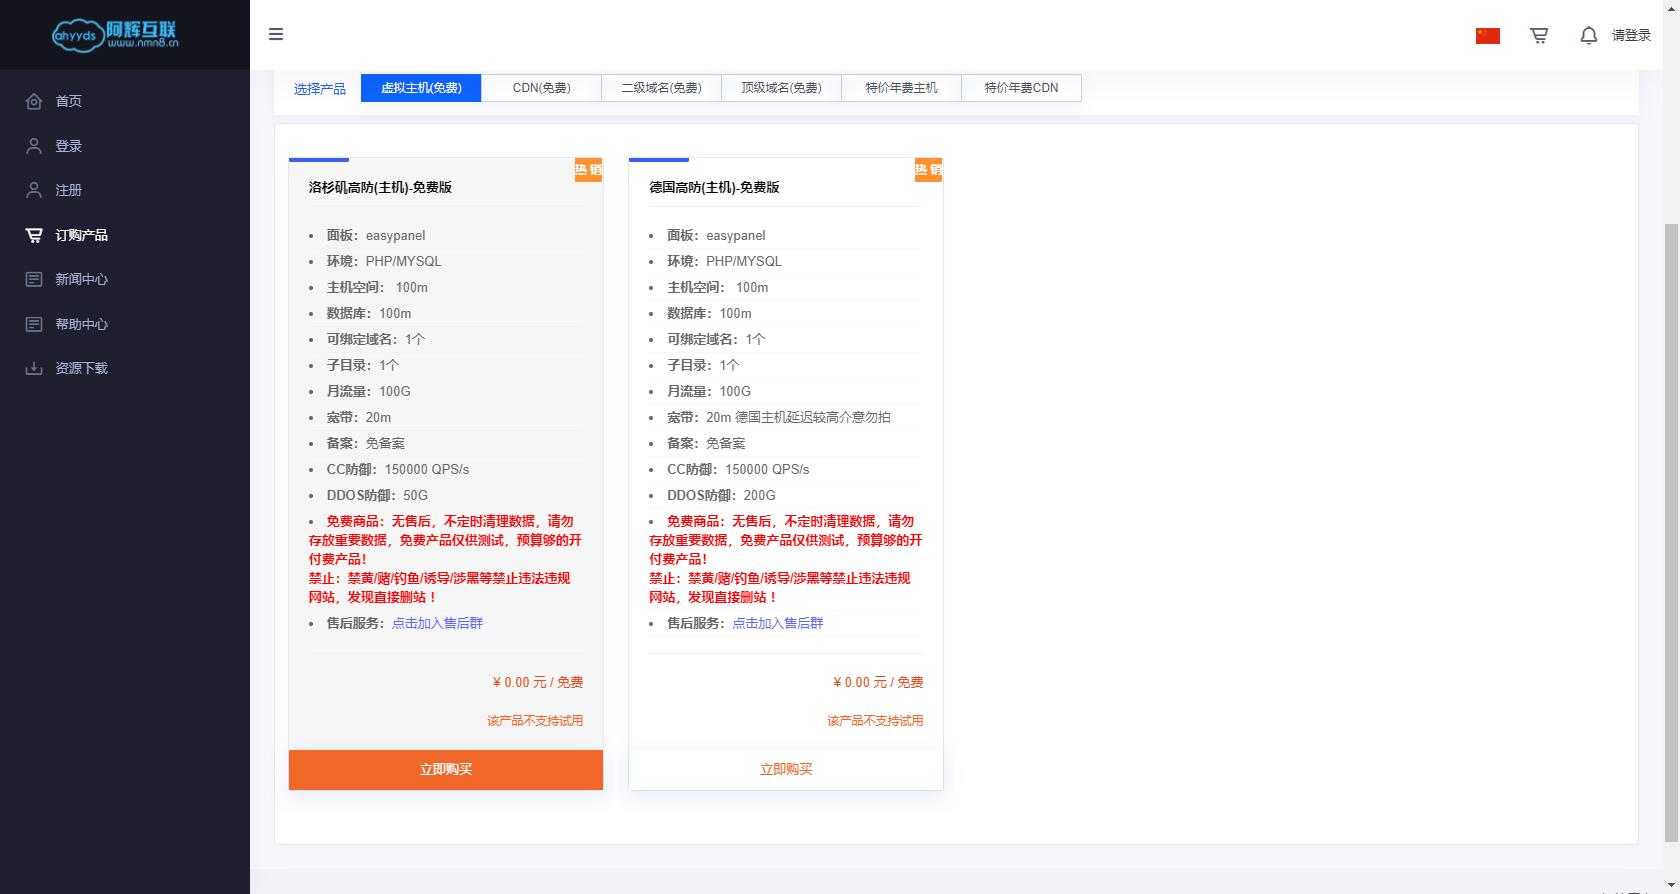 ahyyds 阿辉互联
www.nmn8.cn
请登录
首页
登录
注册
订购产品
新闻中心
帮助中心
资源下载
选择产品 虚拟主机(免费) CDN(免费) 二级域名(免费) 顶级域名(免费) 特价年费主机 特价年费CDN
热销
洛杉矶高防(主机)-免费版
面板：easypanel
环境：PHP/MYSQL
主机空间： 100m
数据库：100m
可绑定域名：1个
子目录：1个
月流量：100G
宽带：20m
备案：免备案
CC防御：150000 QPS/s
DDOS防御：50G
免费商品：无售后，不定时清理数据，请勿
存放重要数据，免费产品仅供测试，预算够的开
付费产品！
禁止：禁黄/赌/钓鱼/诱导/涉黑等禁止违法违规
网站，发现直接删站！
售后服务：点击加入售后群
¥ 0.00 元 / 免费
该产品不支持试用
立即购买
热销
德国高防(主机)-免费版
面板：easypanel
环境：PHP/MYSQL
主机空间： 100m
数据库：100m
可绑定域名：1个
子目录：1个
月流量：100G
宽带：20m 德国主机延迟较高介意勿拍
备案：免备案
CC防御：150000 QPS/s
DDOS防御：200G
免费商品：无售后，不定时清理数据，请勿
存放重要数据，免费产品仅供测试，预算够的开
付费产品！
禁止：禁黄/赌/钓鱼/诱导/涉黑等禁止违法违规
网站，发现直接删站！
售后服务：点击加入售后群
¥ 0.00 元 / 免费
该产品不支持试用
立即购买